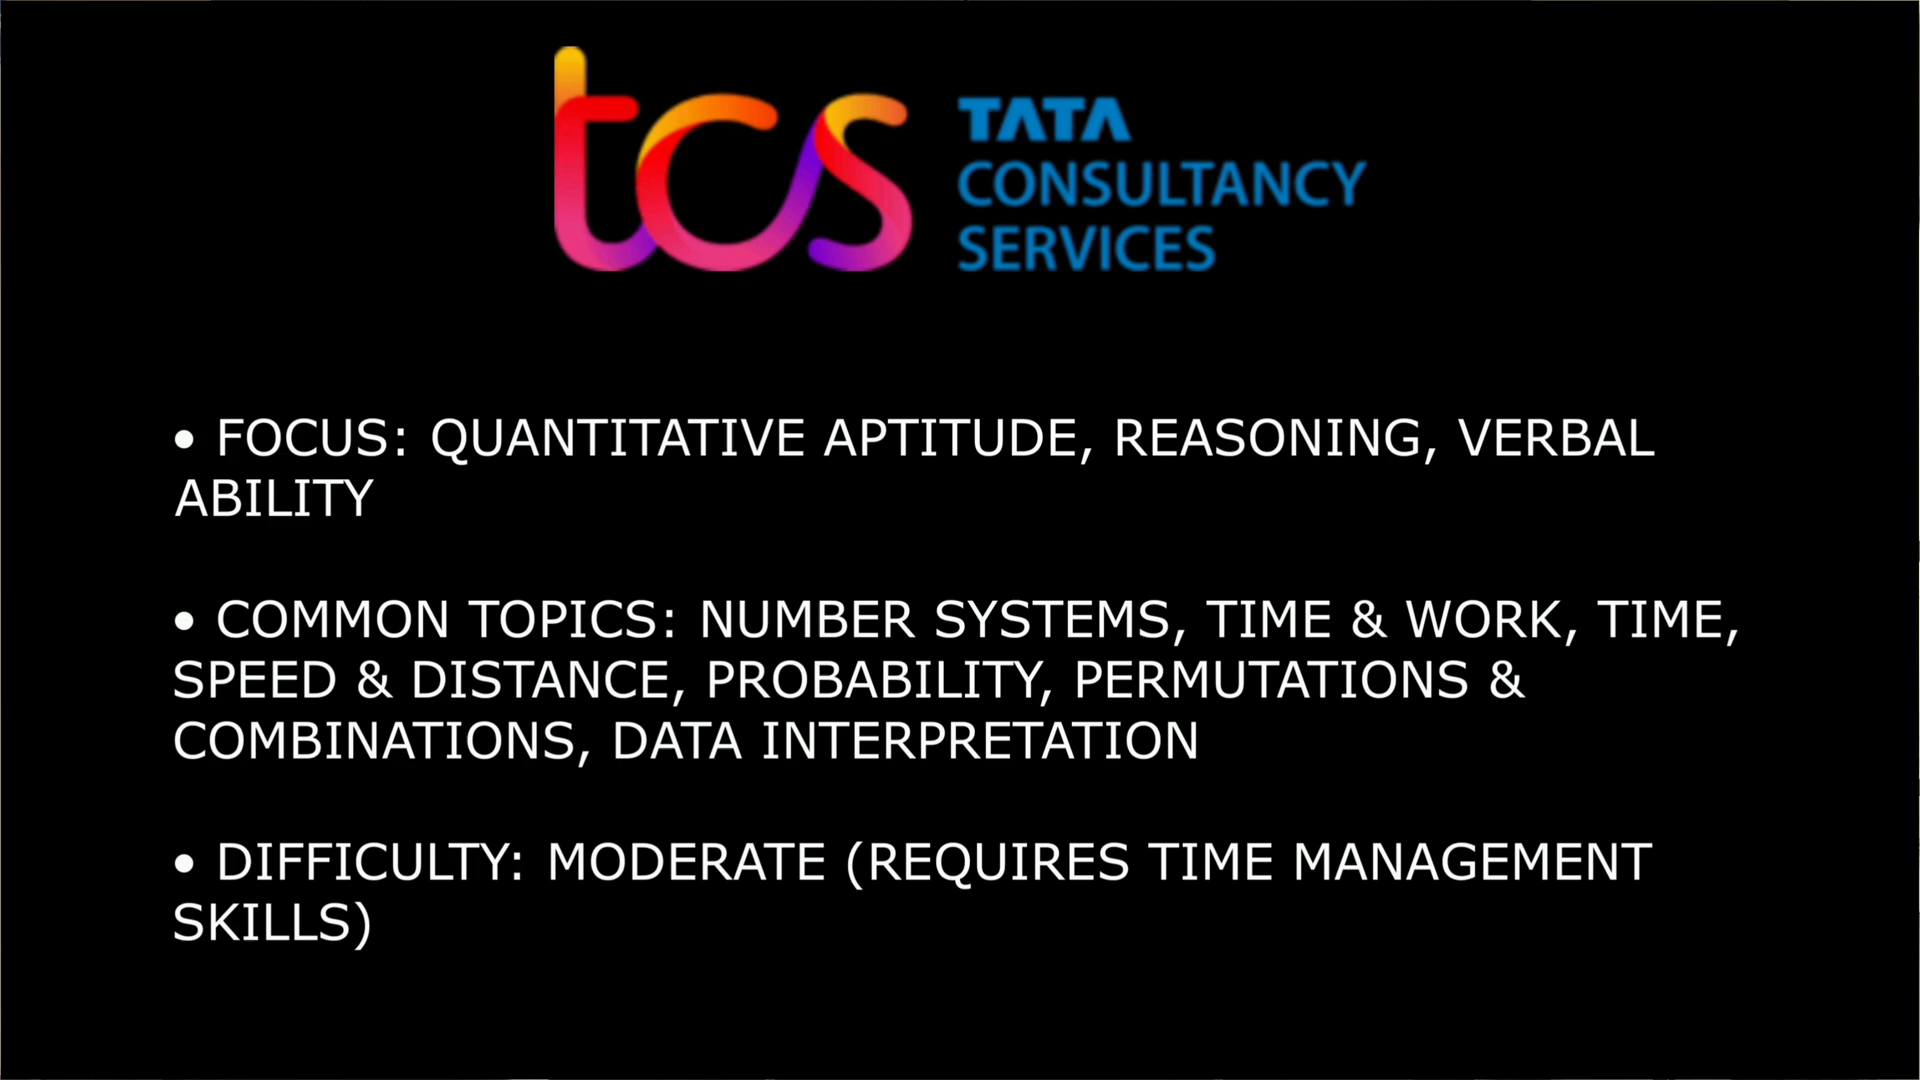 tcs
TATA
CONSULTANCY
SERVICES
• FOCUS: QUANTITATIVE APTITUDE, REASONING, VERBAL
ABILITY
• COMMON TOPICS: NUMBER SYSTEMS, TIME & WORK, TIME,
SPEED & DISTANCE, PROBABILITY, PERMUTATIONS &
COMBINATIONS, DATA INTERPRETATION
• DIFFICULTY: MODERATE (REQUIRES TIME MANAGEMENT
SKILLS)